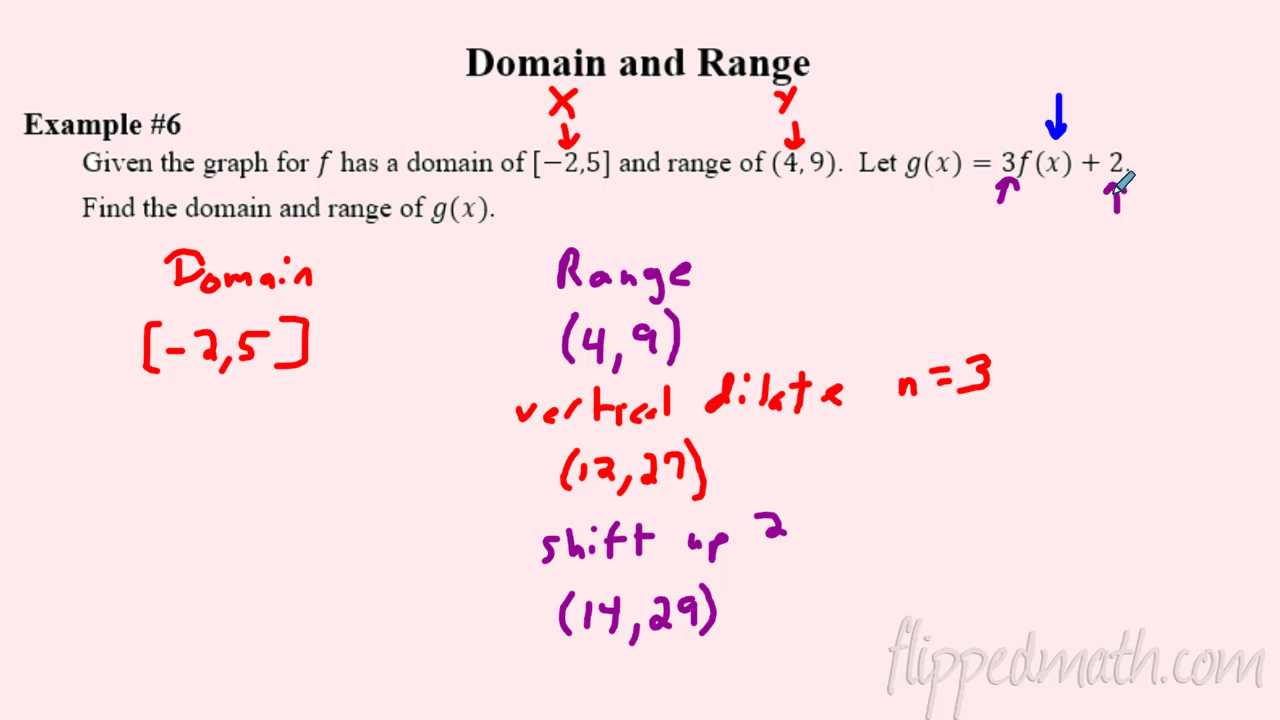 Domain and Range
X Y
Example #6
Given the graph for f has a domain of [−2,5] and range of (4, 9). Let g(x) = 3f(x) + 2.
Find the domain and range of g(x).
Domain Range
[-2,5] (4,9)
vertical dilate n=3
(12,27)
shift up 2
(14,29)
flippedmath.com